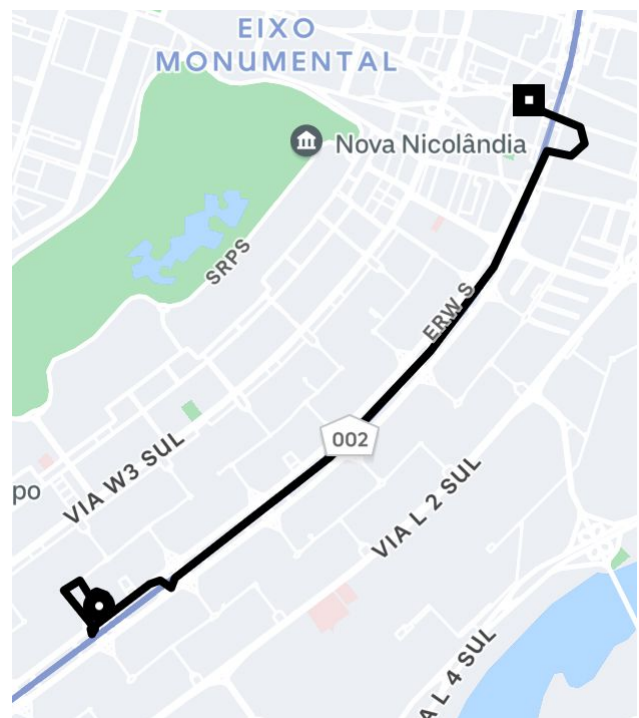 EIXO
MONUMENTAL
Nova Nicolândia
SRPS
ERW S
002
VIA W3 SUL
po
VIA L 2 SUL
A L 4 SUL